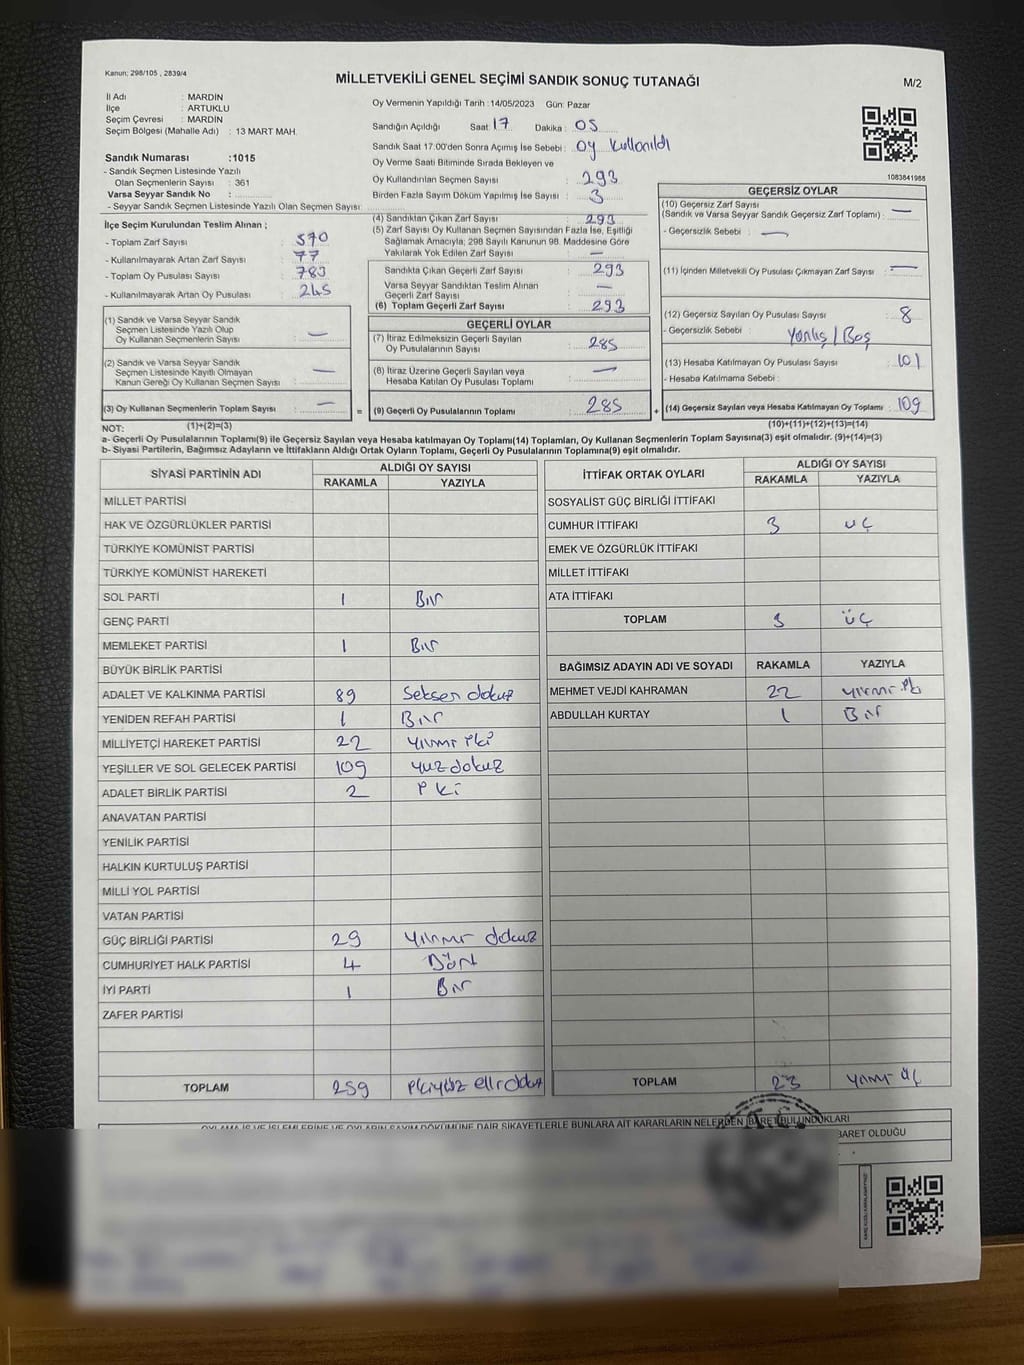 Kanun: 298/105 , 2839/4
MİLLETVEKİLİ GENEL SEÇİMİ SANDIK SONUÇ TUTANAĞI
M/2
İl Adı : MARDİN
İlçe : ARTUKLU
Seçim Çevresi : MARDİN
Seçim Bölgesi (Mahalle Adı) : 13 MART MAH.
Sandık Numarası :1015
- Sandık Seçmen Listesinde Yazılı
Olan Seçmenlerin Sayısı : 361
Varsa Seyyar Sandık No :
- Seyyar Sandık Seçmen Listesinde Yazılı Olan Seçmen Sayısı:
Oy Vermenin Yapıldığı Tarih :14/05/2023 Gün: Pazar
Sandığın Açıldığı Saat: 17 Dakika: 05
Sandık Saat 17:00'den Sonra Açımış İse Sebebi: oy kullanıldı
Oy Verme Saati Bitiminde Sırada Bekleyen ve
Oy Kullandırılan Seçmen Sayısı : 293
Birden Fazla Sayım Döküm Yapılmış İse Sayısı : 3
1083841986
İlçe Seçim Kurulundan Teslim Alınan ;
- Toplam Zarf Sayısı : 570
- Kullanılmayarak Artan Zarf Sayısı : 77
- Toplam Oy Pusulası Sayısı : 783
- Kullanılmayarak Artan Oy Pusulası : 245
(1) Sandık ve Varsa Seyyar Sandık
Seçmen Listesinde Yazılı Olup
Oy Kullanan Seçmenlerin Sayısı : —
(2) Sandık ve Varsa Seyyar Sandık
Seçmen Listesinde Kayıtlı Olmayan
Kanun Gereği Oy Kullanan Seçmen Sayısı : —
(3) Oy Kullanan Seçmenlerin Toplam Sayısı : —
(4) Sandıktan Çıkan Zarf Sayısı : 293
(5) Zarf Sayısı Oy Kullanan Seçmen Sayısından Fazla İse, Eşitliği
Sağlamak Amacıyla; 298 Sayılı Kanunun 98. Maddesine Göre
Yakılarak Yok Edilen Zarf Sayısı : —
Sandıkta Çıkan Geçerli Zarf Sayısı : 293
Varsa Seyyar Sandıktan Teslim Alınan
Geçerli Zarf Sayısı : —
(6) Toplam Geçerli Zarf Sayısı : 293
GEÇERLİ OYLAR
(7) İtiraz Edilmeksizin Geçerli Sayılan
Oy Pusulalarının Sayısı : 285
(8) İtiraz Üzerine Geçerli Sayılan veya
Hesaba Katılan Oy Pusulası Toplamı : —
= (9) Geçerli Oy Pusulalarının Toplamı : 285
GEÇERSİZ OYLAR
(10) Geçersiz Zarf Sayısı
(Sandık ve Varsa Seyyar Sandık Geçersiz Zarf Toplamı) : —
- Geçersizlik Sebebi : —
(11) İçinden Milletvekili Oy Pusulası Çıkmayan Zarf Sayısı : —
(12) Geçersiz Sayılan Oy Pusulası Sayısı : 8
- Geçersizlik Sebebi : Yanlış / Boş
(13) Hesaba Katılmayan Oy Pusulası Sayısı : 101
- Hesaba Katılmama Sebebi :
+ (14) Geçersiz Sayılan veya Hesaba Katılmayan Oy Toplamı : 109
NOT: (1)+(2)=(3)
(10)+(11)+(12)+(13)=(14)
a- Geçerli Oy Pusulalarının Toplamı(9) ile Geçersiz Sayılan veya Hesaba katılmayan Oy Toplamı(14) Toplamları, Oy Kullanan Seçmenlerin Toplam Sayısına(3) eşit olmalıdır. (9)+(14)=(3)
b- Siyasi Partilerin, Bağımsız Adayların ve İttifakların Aldığı Ortak Oyların Toplamı, Geçerli Oy Pusulalarının Toplamına(9) eşit olmalıdır.
SİYASİ PARTİNİN ADI ALDIĞI OY SAYISI
RAKAMLA YAZIYLA
MİLLET PARTİSİ
HAK VE ÖZGÜRLÜKLER PARTİSİ
TÜRKİYE KOMÜNİST PARTİSİ
TÜRKİYE KOMÜNİST HAREKETİ
SOL PARTİ 1 Bir
GENÇ PARTİ
MEMLEKET PARTİSİ 1 Bir
BÜYÜK BİRLİK PARTİSİ
ADALET VE KALKINMA PARTİSİ 89 seksen dokuz
YENİDEN REFAH PARTİSİ 1 Bir
MİLLİYETÇİ HAREKET PARTİSİ 22 yirmi iki
YEŞİLLER VE SOL GELECEK PARTİSİ 109 yüz dokuz
ADALET BİRLİK PARTİSİ 2 iki
ANAVATAN PARTİSİ
YENİLİK PARTİSİ
HALKIN KURTULUŞ PARTİSİ
MİLLİ YOL PARTİSİ
VATAN PARTİSİ
GÜÇ BİRLİĞİ PARTİSİ 29 yirmi dokuz
CUMHURİYET HALK PARTİSİ 4 Dört
İYİ PARTİ 1 Bir
ZAFER PARTİSİ
TOPLAM 259 ikiyüz elli dokuz
İTTİFAK ORTAK OYLARI ALDIĞI OY SAYISI
RAKAMLA YAZIYLA
SOSYALİST GÜÇ BİRLİĞİ İTTİFAKI
CUMHUR İTTİFAKI 3 üç
EMEK VE ÖZGÜRLÜK İTTİFAKI
MİLLET İTTİFAKI
ATA İTTİFAKI
TOPLAM 3 üç
BAĞIMSIZ ADAYIN ADI VE SOYADI RAKAMLA YAZIYLA
MEHMET VEJDİ KAHRAMAN 22 yirmi iki
ABDULLAH KURTAY 1 Bir
TOPLAM 23 yirmi üç
OYLAMA İŞ VE İŞLEMLERİNE VE OYLARIN SAYIM DÖKÜMÜNE DAİR ŞİKAYETLERLE BUNLARA AİT KARARLARIN NELERDEN İBARET BULUNDUKLARI
BARET OLDUĞU